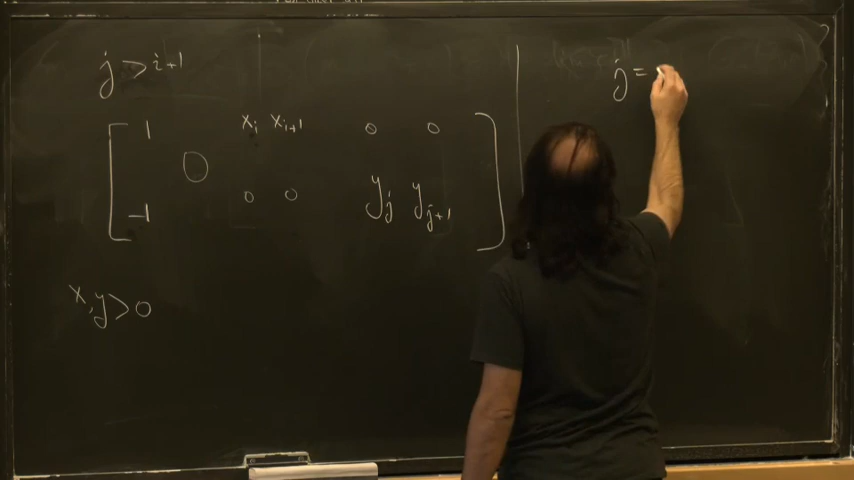 j > i+1
1 0 x_i x_{i+1} 0 0
-1 0 0 y_j y_{j+1}
x, y > 0
j =